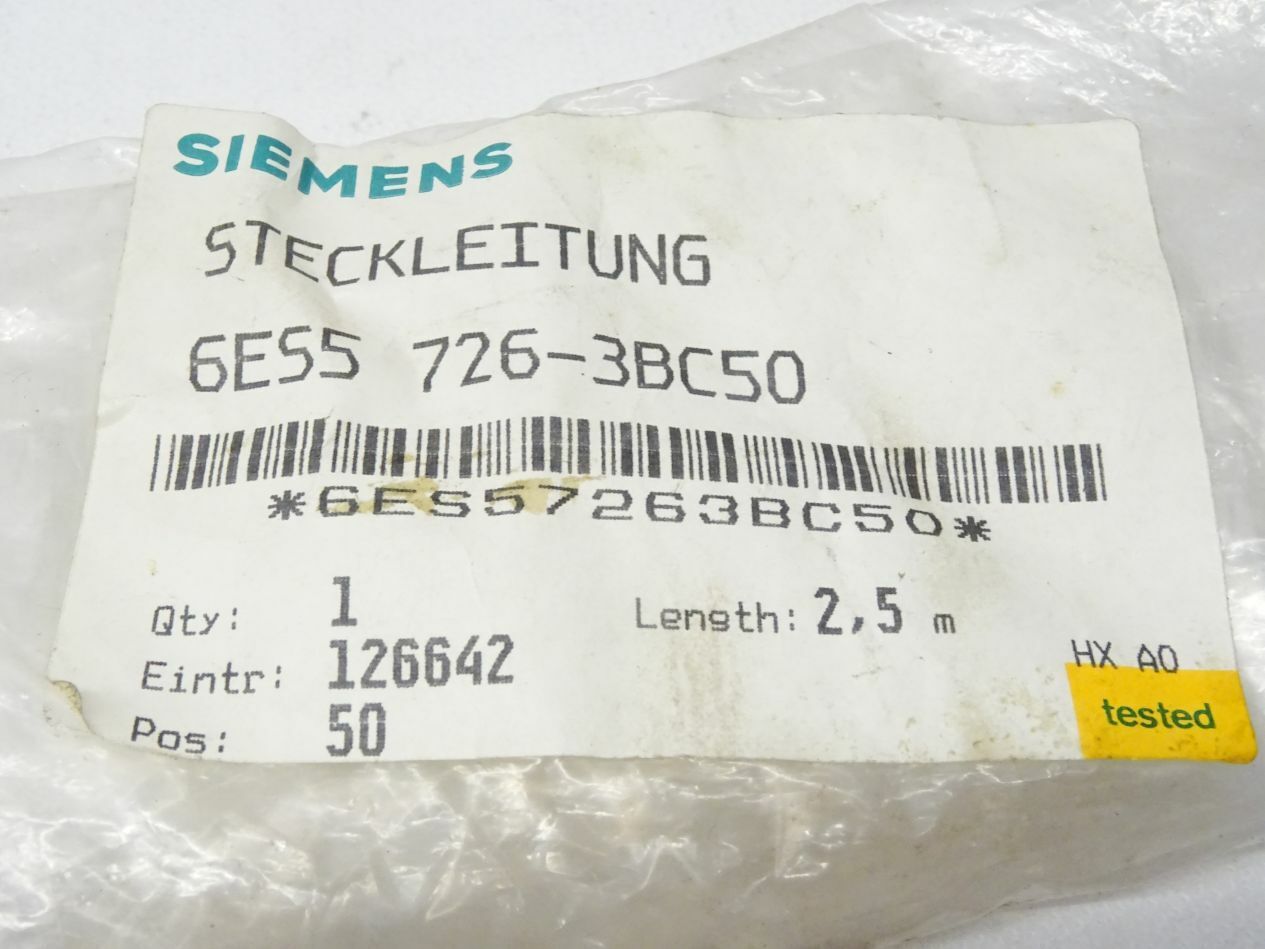 SIEMENS
STECKLEITUNG
6ES5 726-3BC50
*6ES57263BC50*
Qty: 1 Length: 2,5 m
Eintr: 126642 HX A0
Pos: 50 tested